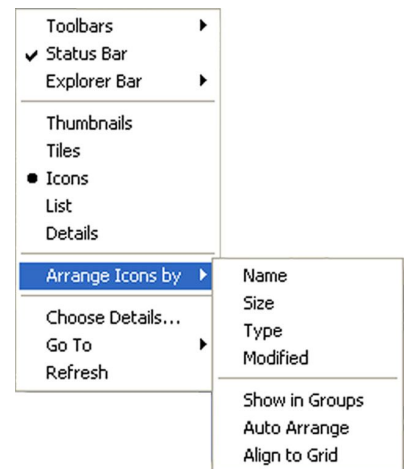 Toolbars
Status Bar
Explorer Bar
Thumbnails
Tiles
Icons
List
Details
Arrange Icons by
Choose Details...
Go To
Refresh
Name
Size
Type
Modified
Show in Groups
Auto Arrange
Align to Grid